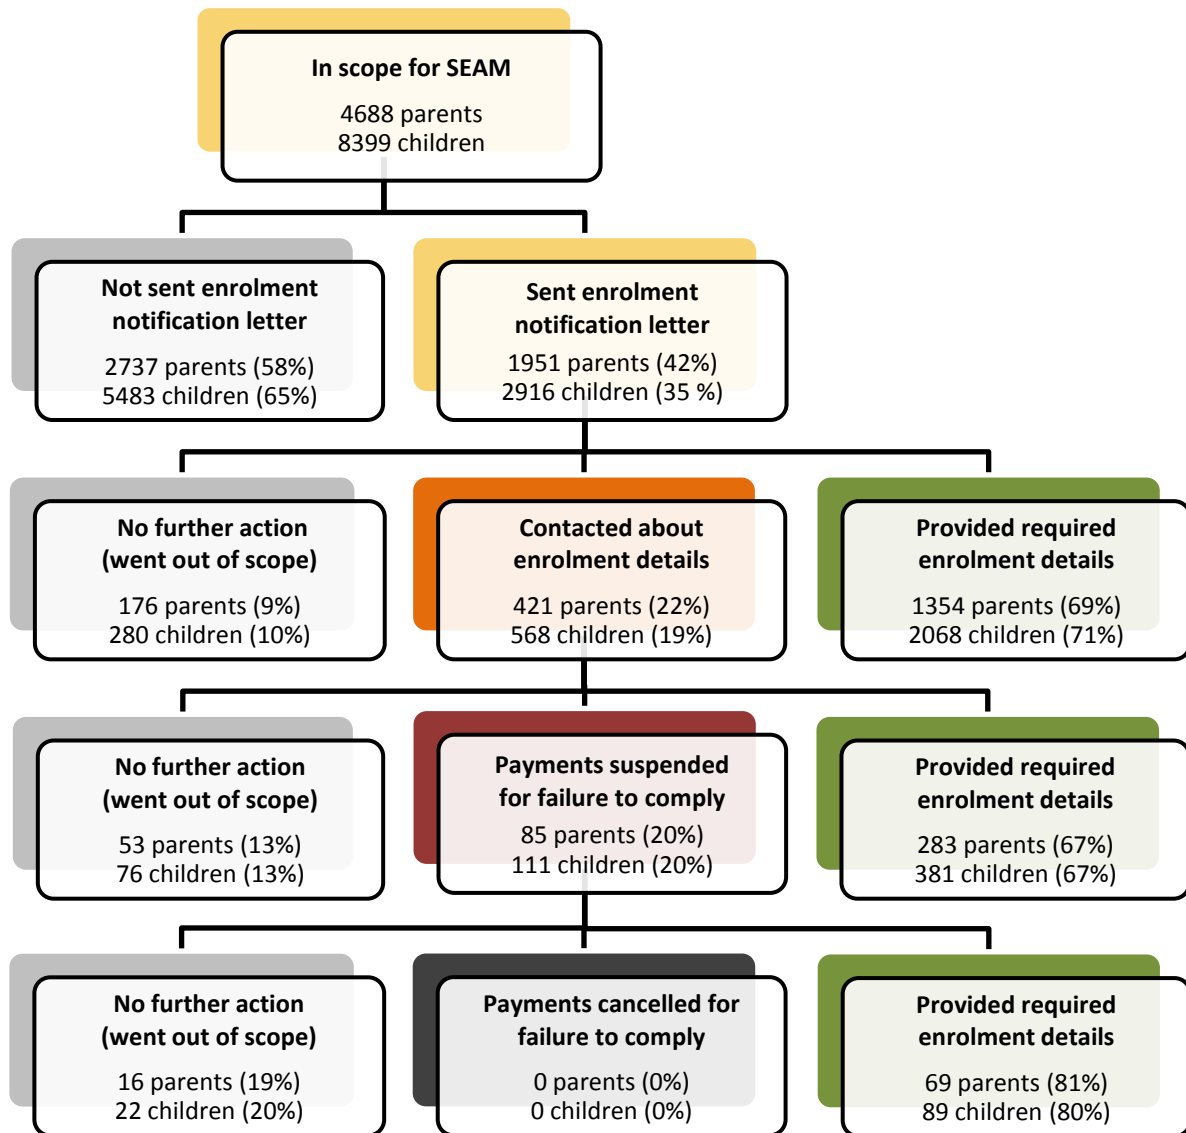 In scope for SEAM
4688 parents
8399 children
Not sent enrolment
notification letter
2737 parents (58%)
5483 children (65%)
Sent enrolment
notification letter
1951 parents (42%)
2916 children (35 %)
No further action
(went out of scope)
176 parents (9%)
280 children (10%)
Contacted about
enrolment details
421 parents (22%)
568 children (19%)
Provided required
enrolment details
1354 parents (69%)
2068 children (71%)
No further action
(went out of scope)
53 parents (13%)
76 children (13%)
Payments suspended
for failure to comply
85 parents (20%)
111 children (20%)
Provided required
enrolment details
283 parents (67%)
381 children (67%)
No further action
(went out of scope)
16 parents (19%)
22 children (20%)
Payments cancelled for
failure to comply
0 parents (0%)
0 children (0%)
Provided required
enrolment details
69 parents (81%)
89 children (80%)